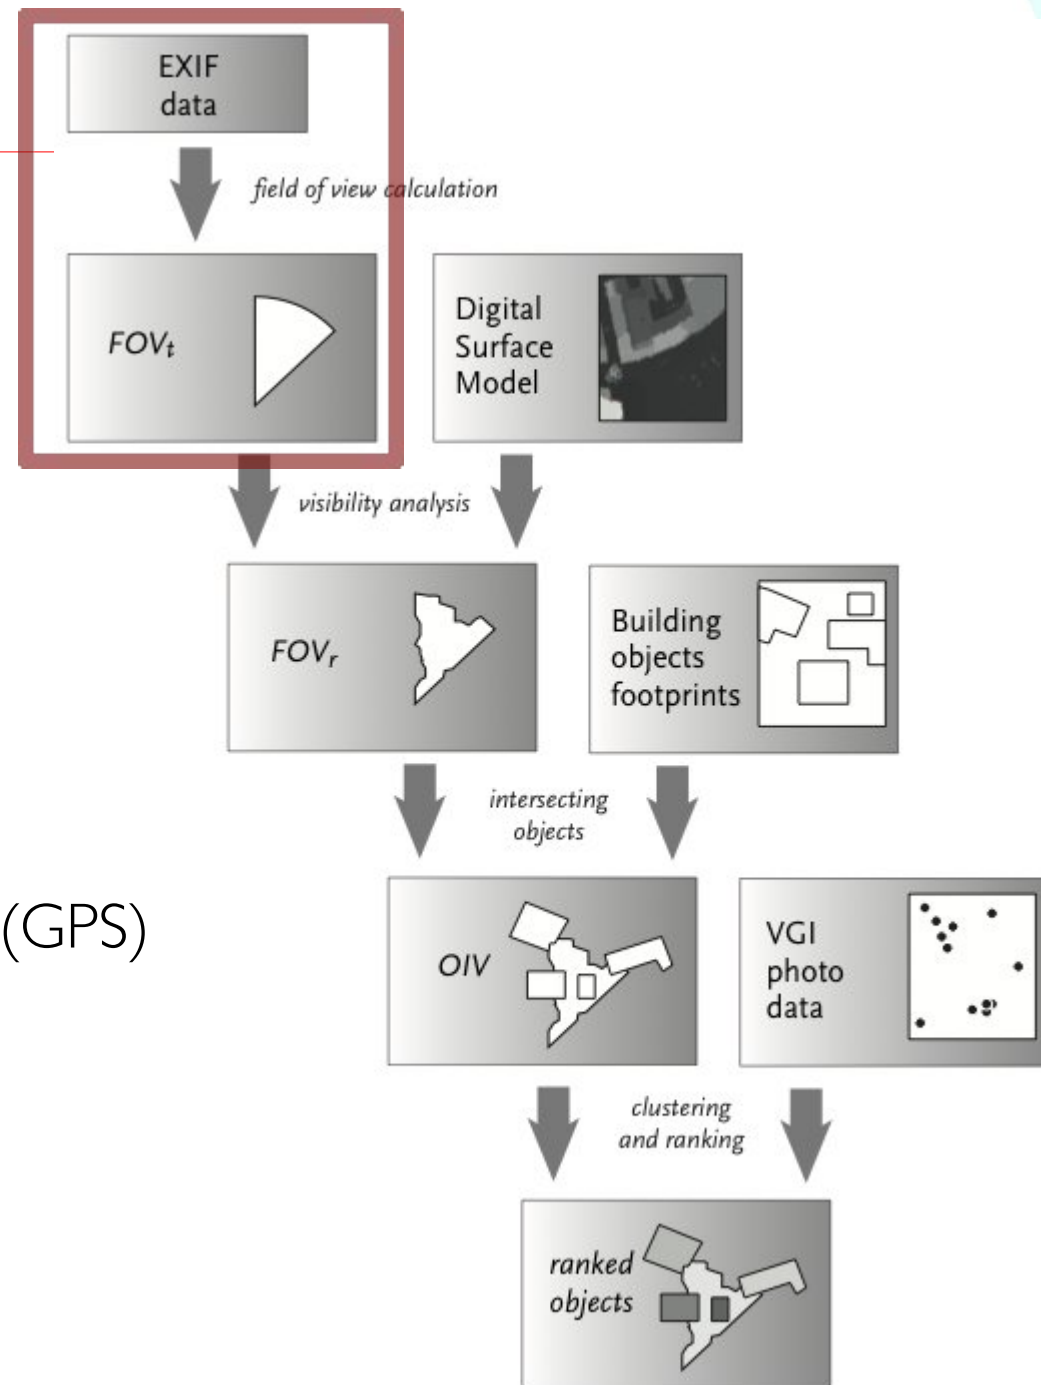 EXIF
data
field of view calculation
FOVt
Digital
Surface
Model
visibility analysis
FOVr
Building
objects
footprints
intersecting
objects
(GPS)
OIV
VGI
photo
data
clustering
and ranking
ranked
objects